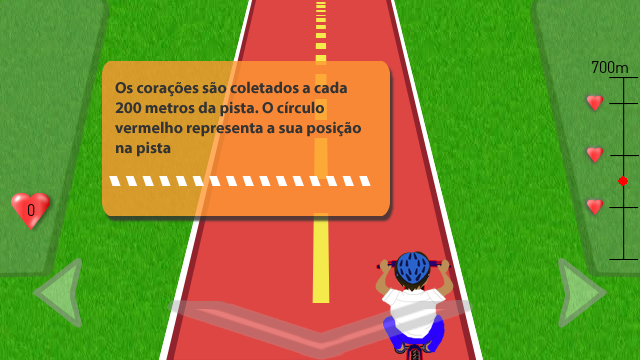 700m
Os corações são coletados a cada
200 metros da pista. O círculo
vermelho representa a sua posição
na pista
0